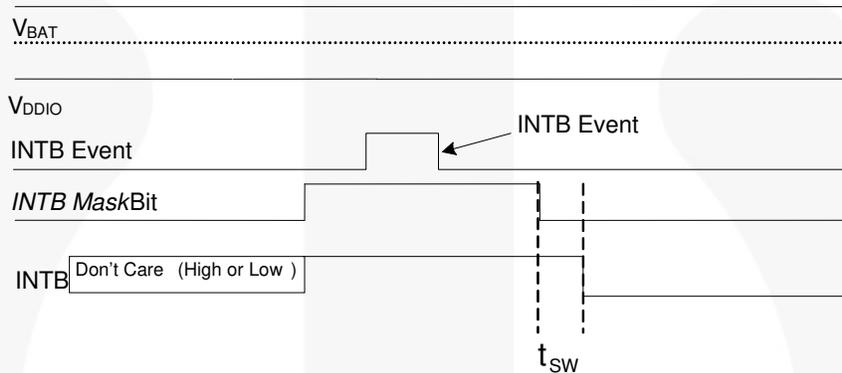 VBAT
VDDIO
INTB Event
INTB Event
INTB MaskBit
INTB
Don't Care (High or Low )
tSW